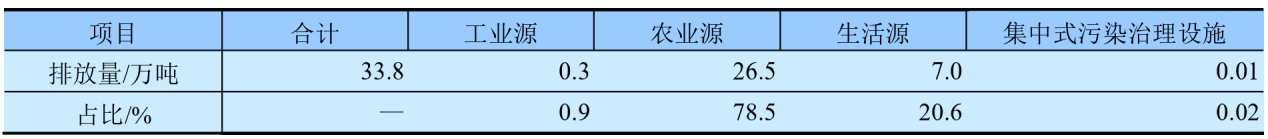 项目 合计 工业源 农业源 生活源 集中式污染治理设施
排放量/万吨 33.8 0.3 26.5 7.0 0.01
占比/% — 0.9 78.5 20.6 0.02